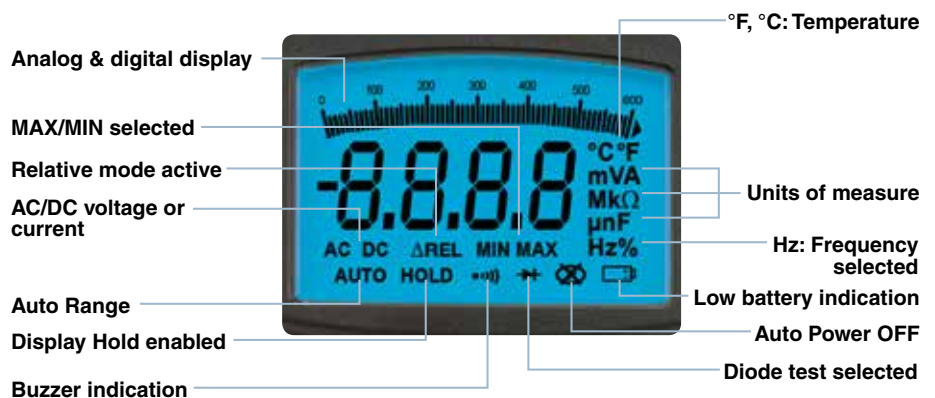 °F, °C: Temperature
Analog & digital display
0 100 200 300 400 500 600
MAX/MIN selected
-8.8.8.8
°C °F
Relative mode active
mVA
MkΩ
Units of measure
AC/DC voltage or
current
µnF
AC DC ΔREL MIN MAX Hz%
Hz: Frequency
selected
AUTO HOLD
Auto Range
Low battery indication
Display Hold enabled
Auto Power OFF
Buzzer indication
Diode test selected